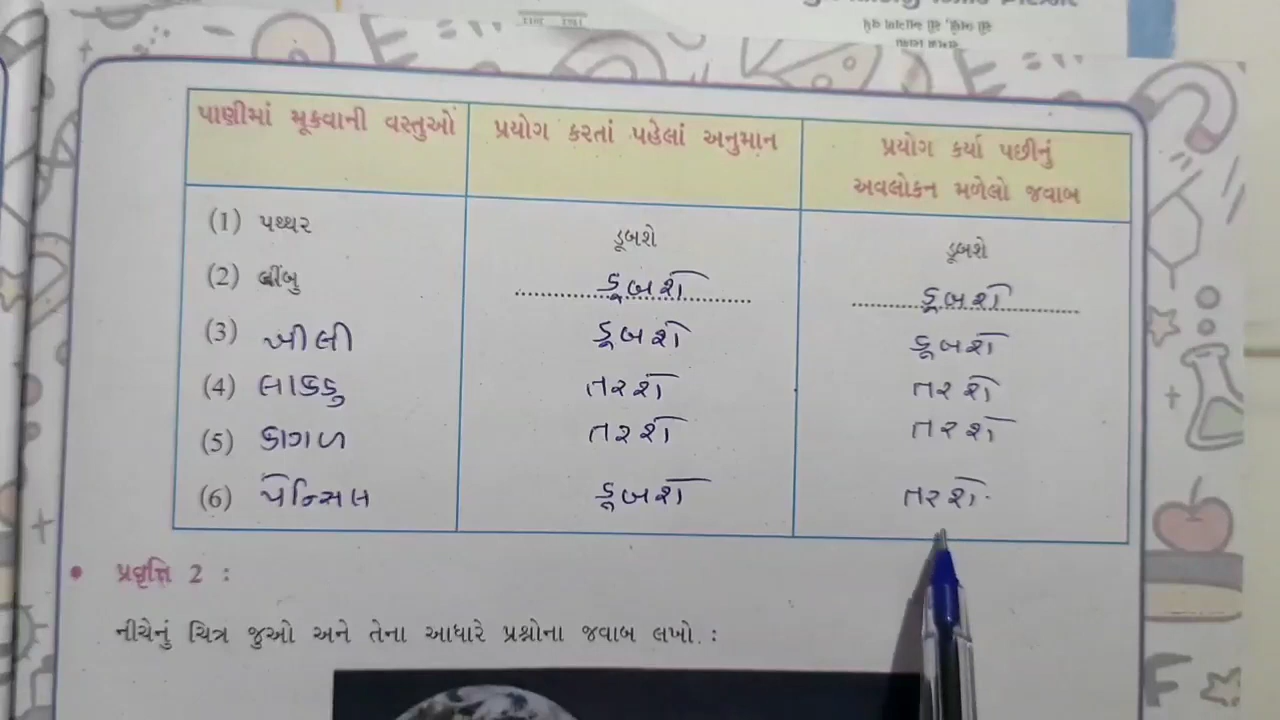 પાણીમાં મૂકવાની વસ્તુઓ
પ્રયોગ કરતાં પહેલાં અનુમાન
પ્રયોગ કર્યા પછીનું
અવલોકન મળેલો જવાબ
(1) પથ્થર ડૂબશે ડૂબશે
(2) લીંબુ ડૂબશે ડૂબશે
(3) ખીલી ડૂબશે ડૂબશે
(4) લાકડુ તરશે તરશે
(5) કાગળ તરશે તરશે
(6) પેન્સિલ ડૂબશે તરશે.
• પ્રવૃત્તિ 2 :
નીચેનું ચિત્ર જુઓ અને તેના આધારે પ્રશ્નોના જવાબ લખો. :